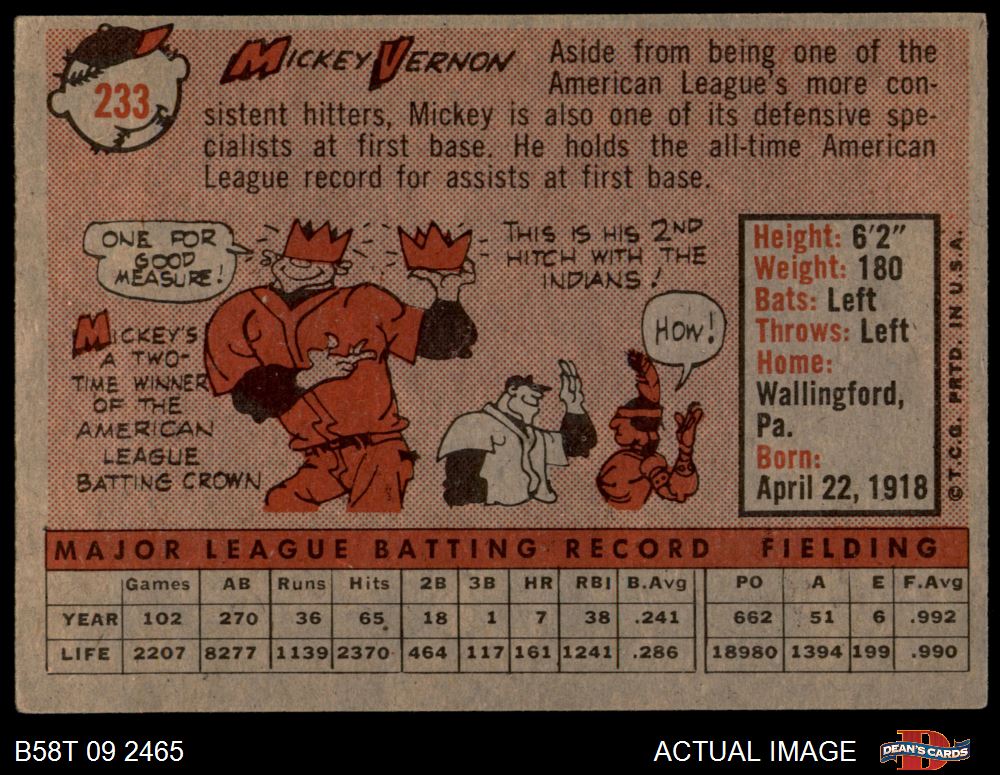 233
MICKEY VERNON
Aside from being one of the
American League's more con-
sistent hitters, Mickey is also one of its defensive spe-
cialists at first base. He holds the all-time American
League record for assists at first base.
ONE FOR
GOOD
MEASURE!
THIS IS HIS 2ND
HITCH WITH THE
INDIANS!
MICKEY'S
A TWO-
TIME WINNER
OF THE
AMERICAN
LEAGUE
BATTING CROWN
HOW!
Height: 6'2"
Weight: 180
Bats: Left
Throws: Left
Home:
Wallingford,
Pa.
Born:
April 22, 1918
© T.C.G. PRTD. IN U.S.A.
MAJOR LEAGUE BATTING RECORD FIELDING
Games AB Runs Hits 2B 3B HR RBI B.Avg PO A E F.Avg
YEAR 102 270 36 65 18 1 7 38 .241 662 51 6 .992
LIFE 2207 8277 1139 2370 464 117 161 1241 .286 18980 1394 199 .990
B58T 09 2465
ACTUAL IMAGE
D
DEAN'S CARDS